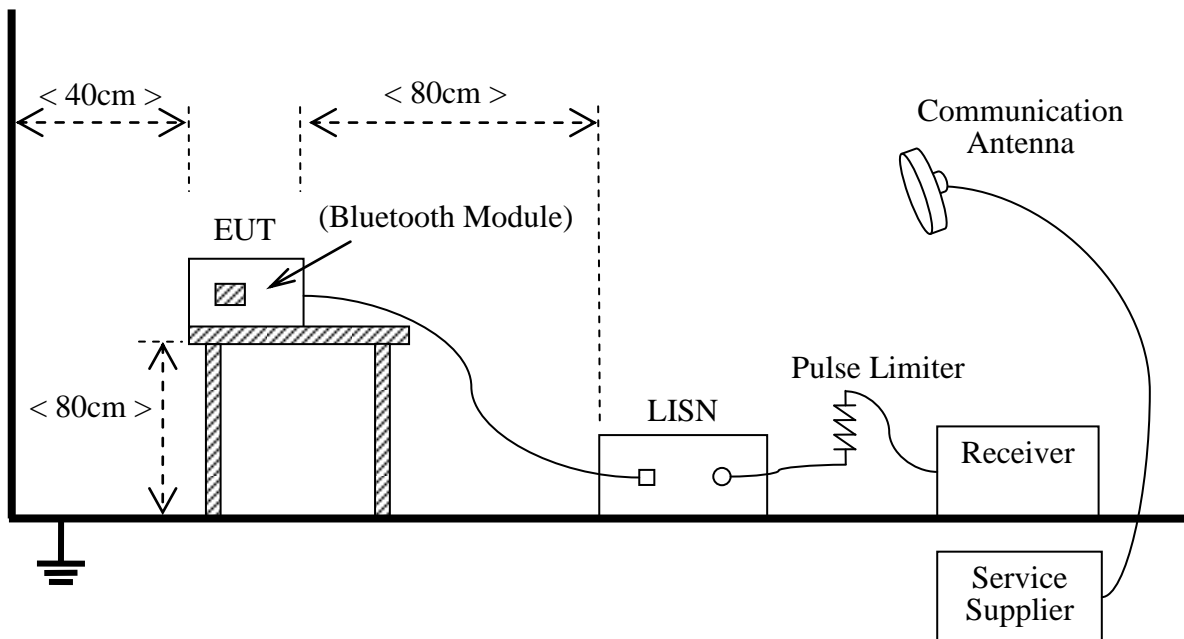 < 40cm >
< 80cm >
Communication
Antenna
(Bluetooth Module)
EUT
Pulse Limiter
< 80cm >
LISN
Receiver
Service
Supplier